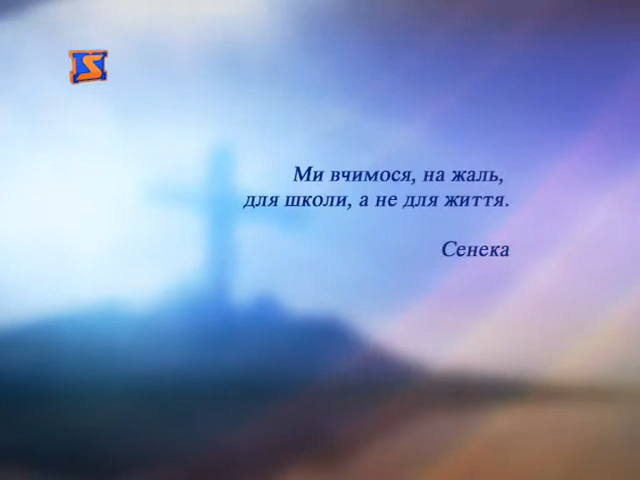 Ми вчимося, на жаль,
для школи, а не для життя.
Сенека